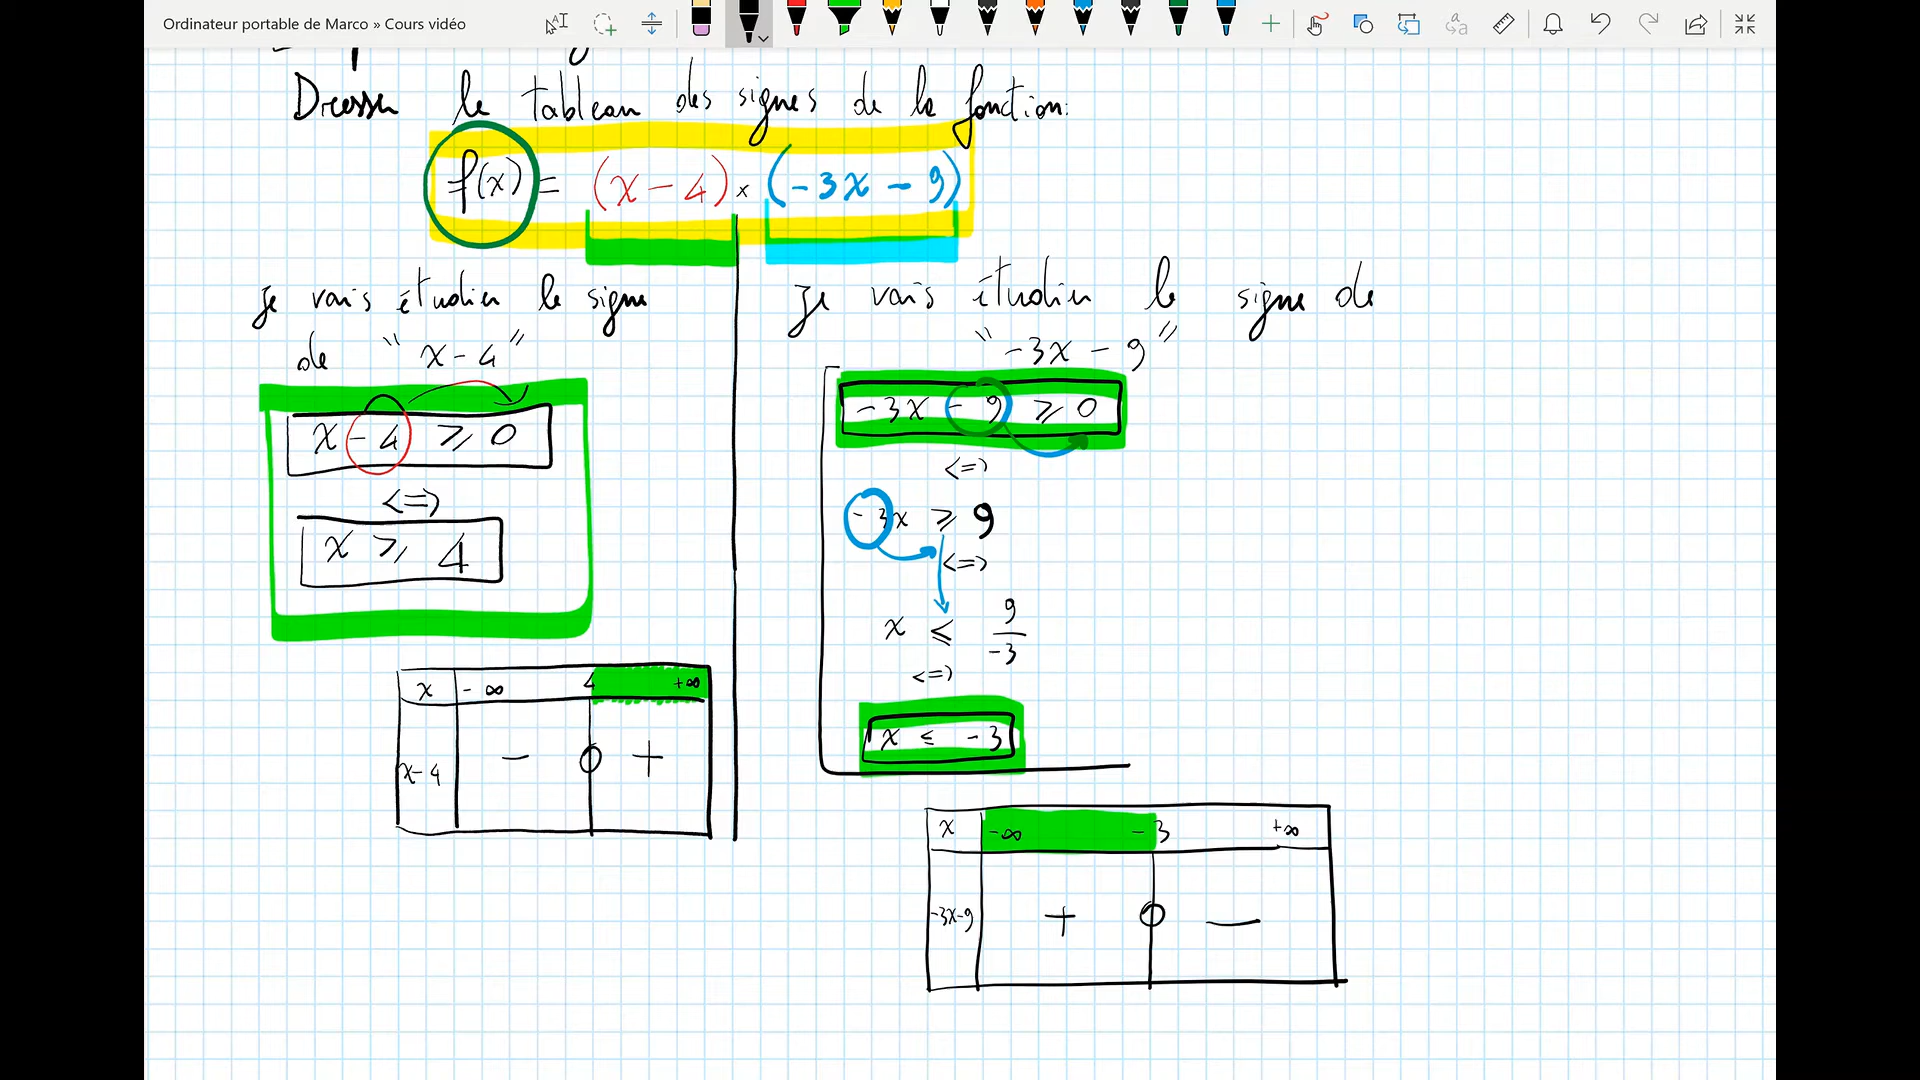 Ordinateur portable de Marco » Cours vidéo
Dresser le tableau des signes de la fonction:
f(x) = (x - 4) × (-3x - 9)
Je vais étudier le signe
de "x - 4"
x - 4 ⩾ 0
<=>
x ⩾ 4
x -∞ 4 +∞
x-4 - 0 +
Je vais étudier le signe de
"-3x - 9"
-3x - 9 ⩾ 0
<=>
-3x ⩾ 9
<=>
x ⩽ 9/-3
<=>
x ⩽ -3
x -∞ -3 +∞
-3x-9 + 0 -